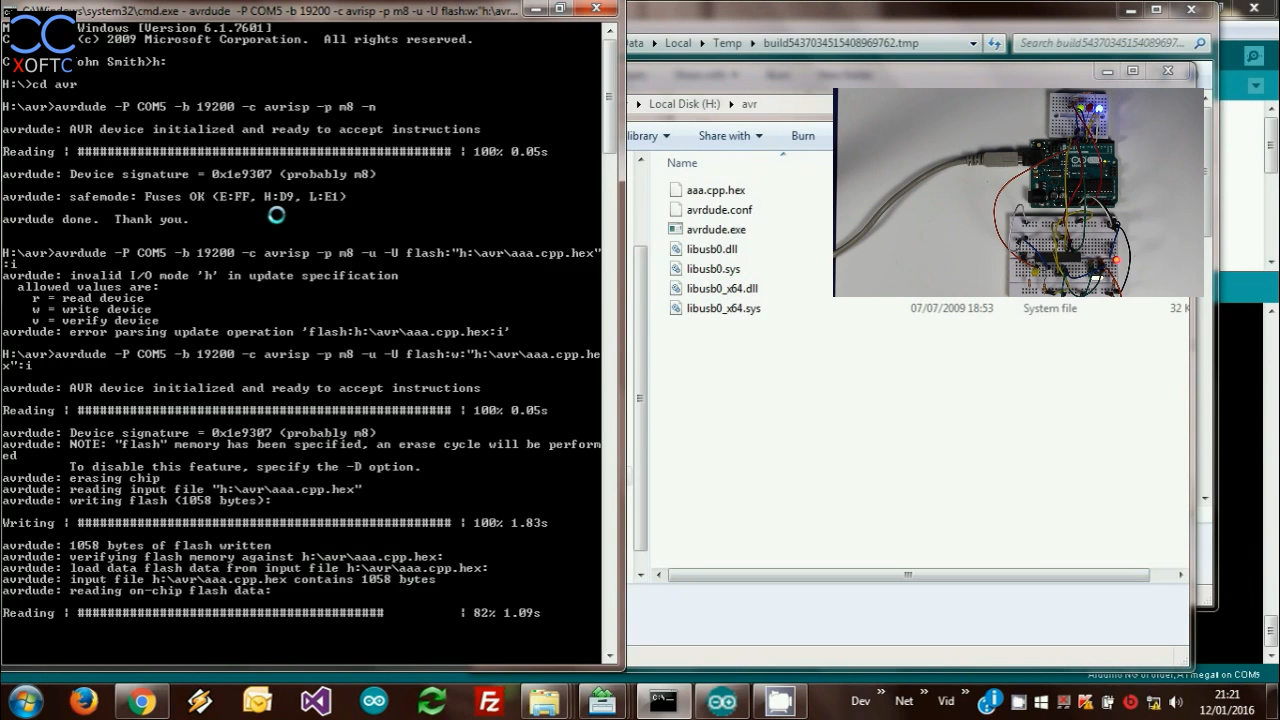 C:\Windows\system32\cmd.exe - avrdude -P COM5 -b 19200 -c avrisp -p m8 -u -U flash:w:"h:\avr...
Windows [Version 6.1.7601]
(c) 2009 Microsoft Corporation. All rights reserved.
XOFTC
ohn Smith>h:
H:\>cd avr
H:\avr>avrdude -P COM5 -b 19200 -c avrisp -p m8 -n
avrdude: AVR device initialized and ready to accept instructions
Reading | ################################################## | 100% 0.05s
avrdude: Device signature = 0x1e9307 (probably m8)
avrdude: safemode: Fuses OK (E:FF, H:D9, L:E1)
avrdude done.  Thank you.
H:\avr>avrdude -P COM5 -b 19200 -c avrisp -p m8 -u -U flash:"h:\avr\aaa.cpp.hex"
:i
avrdude: invalid I/O mode 'h' in update specification
allowed values are:
r = read device
w = write device
v = verify device
avrdude: error parsing update operation 'flash:h:\avr\aaa.cpp.hex:i'
H:\avr>avrdude -P COM5 -b 19200 -c avrisp -p m8 -u -U flash:w:"h:\avr\aaa.cpp.he
x":i
avrdude: AVR device initialized and ready to accept instructions
Reading | ################################################## | 100% 0.05s
avrdude: Device signature = 0x1e9307 (probably m8)
avrdude: NOTE: "flash" memory has been specified, an erase cycle will be perform
ed
To disable this feature, specify the -D option.
avrdude: erasing chip
avrdude: reading input file "h:\avr\aaa.cpp.hex"
avrdude: writing flash (1058 bytes):
Writing | ################################################## | 100% 1.83s
avrdude: 1058 bytes of flash written
avrdude: verifying flash memory against h:\avr\aaa.cpp.hex:
avrdude: load data flash data from input file h:\avr\aaa.cpp.hex:
avrdude: input file h:\avr\aaa.cpp.hex contains 1058 bytes
avrdude: reading on-chip flash data:
Reading | ######################################### | 82% 1.09s
Data Local Temp build5437034515408969762.tmp
Search build54370345154089697...
Local Disk (H:) avr
library Share with Burn
Name
aaa.cpp.hex
avrdude.conf
avrdude.exe
libusb0.dll
libusb0.sys
libusb0_x64.dll
libusb0_x64.sys 07/07/2009 18:53 System file 32 K
on COM5
Dev Net Vid
21:21
12/01/2016